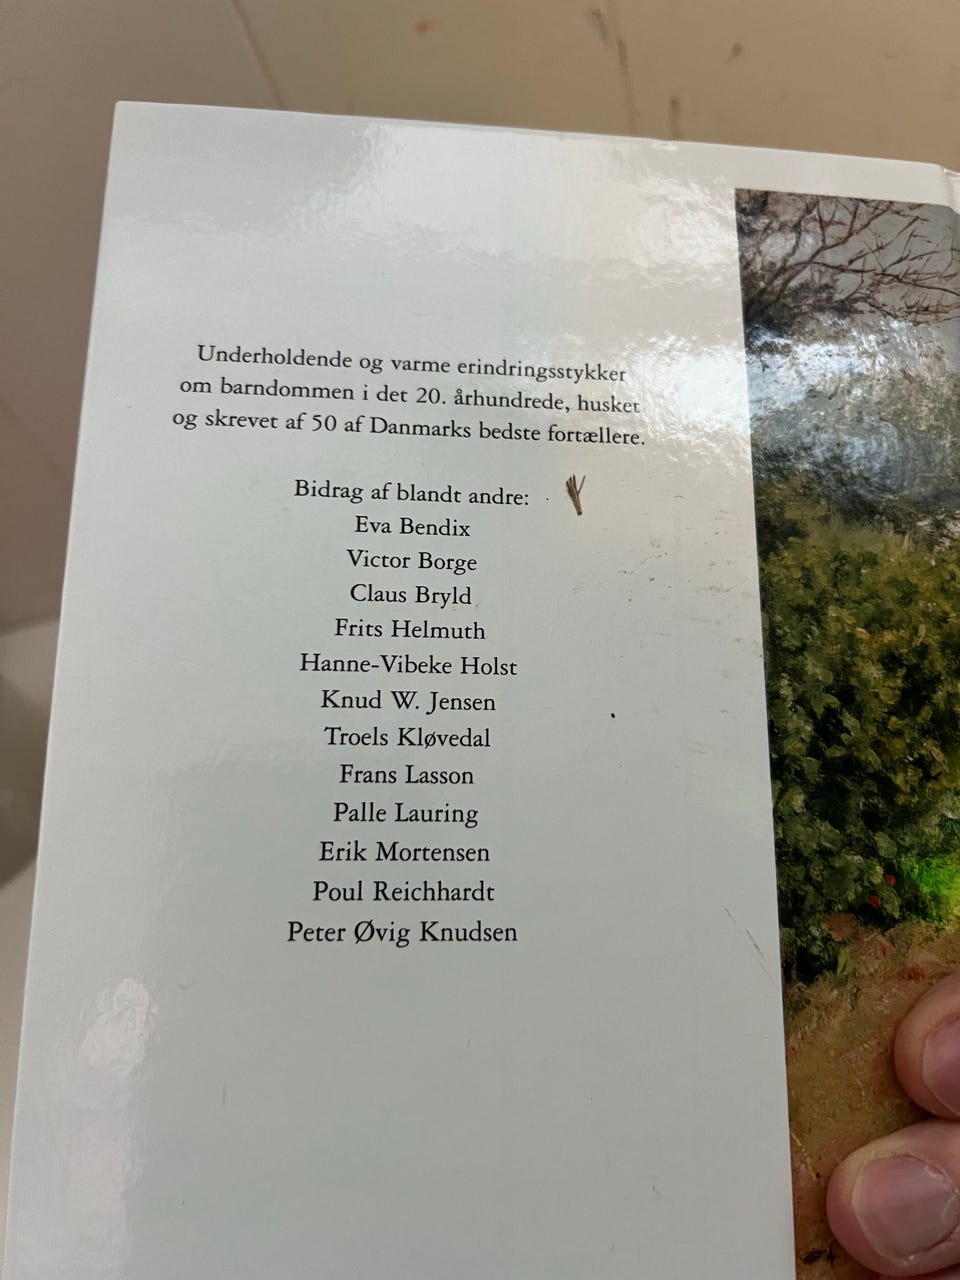 Underholdende og varme erindringsstykker
om barndommen i det 20. århundrede, husket
og skrevet af 50 af Danmarks bedste fortællere.
Bidrag af blandt andre:
Eva Bendix
Victor Borge
Claus Bryld
Frits Helmuth
Hanne-Vibeke Holst
Knud W. Jensen
Troels Kløvedal
Frans Lasson
Palle Lauring
Erik Mortensen
Poul Reichhardt
Peter Øvig Knudsen